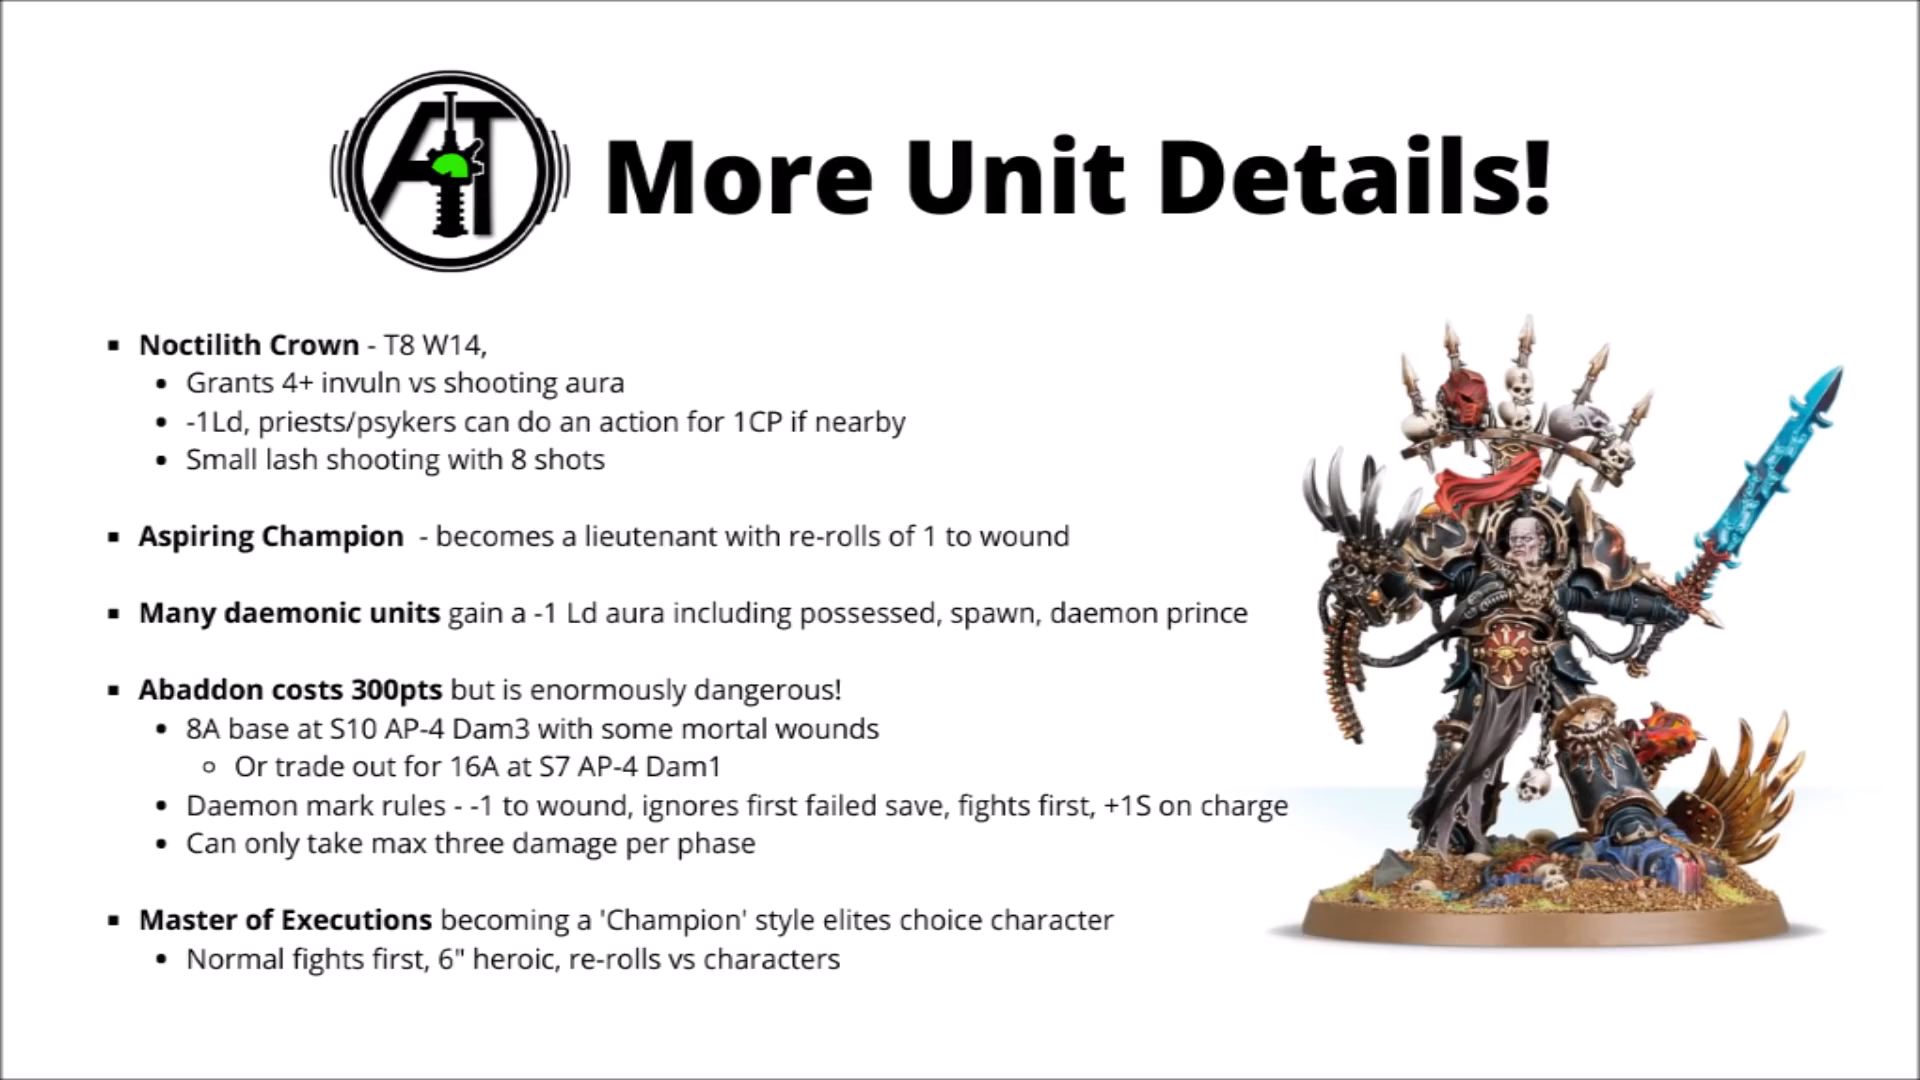 AT
More Unit Details!
Noctilith Crown - T8 W14,
Grants 4+ invuln vs shooting aura
-1Ld, priests/psykers can do an action for 1CP if nearby
Small lash shooting with 8 shots
Aspiring Champion - becomes a lieutenant with re-rolls of 1 to wound
Many daemonic units gain a -1 Ld aura including possessed, spawn, daemon prince
Abaddon costs 300pts but is enormously dangerous!
8A base at S10 AP-4 Dam3 with some mortal wounds
Or trade out for 16A at S7 AP-4 Dam1
Daemon mark rules - -1 to wound, ignores first failed save, fights first, +1S on charge
Can only take max three damage per phase
Master of Executions becoming a 'Champion' style elites choice character
Normal fights first, 6" heroic, re-rolls vs characters